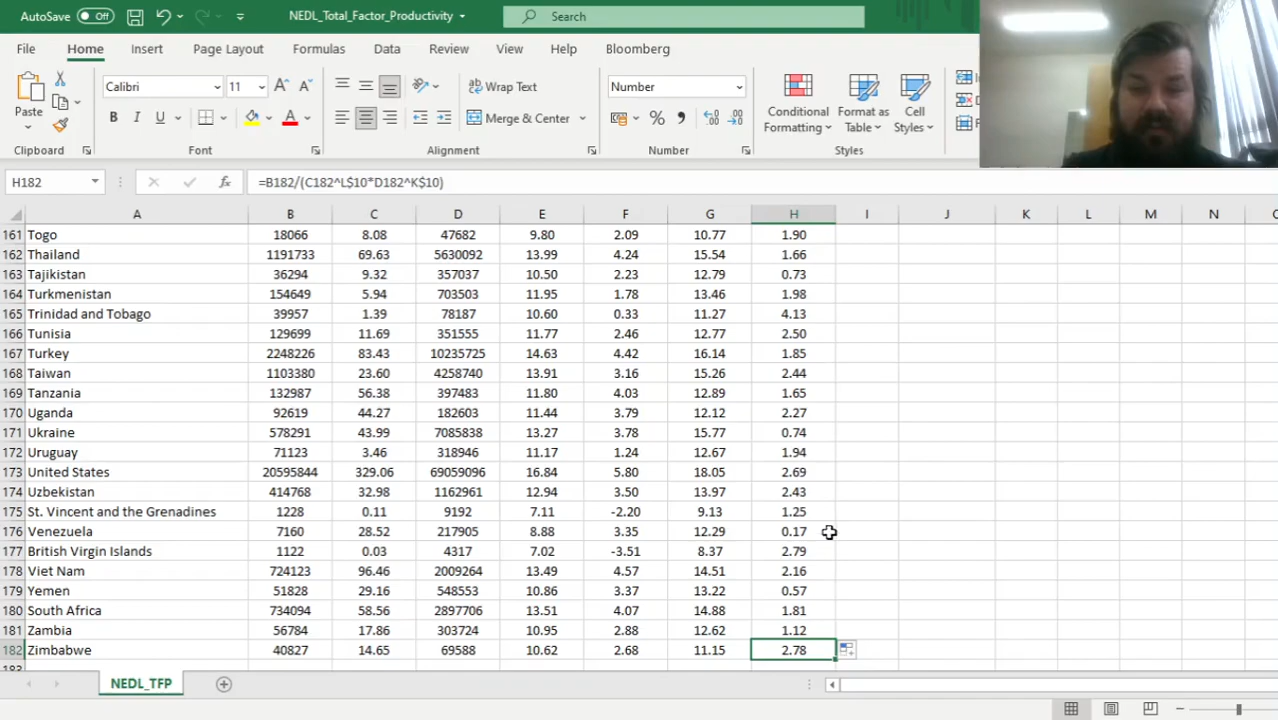 AutoSave Off NEDL_Total_Factor_Productivity Search
File Home Insert Page Layout Formulas Data Review View Help Bloomberg
Calibri 11 Wrap Text Number
Paste B I U Merge & Center Conditional Formatting Format as Table Cell Styles
Clipboard Font Alignment Number Styles
H182 =B182/(C182^L$10*D182^K$10)
A B C D E F G H I J K L M N
161 Togo 18066 8.08 47682 9.80 2.09 10.77 1.90
162 Thailand 1191733 69.63 5630092 13.99 4.24 15.54 1.66
163 Tajikistan 36294 9.32 357037 10.50 2.23 12.79 0.73
164 Turkmenistan 154649 5.94 703503 11.95 1.78 13.46 1.98
165 Trinidad and Tobago 39957 1.39 78187 10.60 0.33 11.27 4.13
166 Tunisia 129699 11.69 351555 11.77 2.46 12.77 2.50
167 Turkey 2248226 83.43 10235725 14.63 4.42 16.14 1.85
168 Taiwan 1103380 23.60 4258740 13.91 3.16 15.26 2.44
169 Tanzania 132987 56.38 397483 11.80 4.03 12.89 1.65
170 Uganda 92619 44.27 182603 11.44 3.79 12.12 2.27
171 Ukraine 578291 43.99 7085838 13.27 3.78 15.77 0.74
172 Uruguay 71123 3.46 318946 11.17 1.24 12.67 1.94
173 United States 20595844 329.06 69059096 16.84 5.80 18.05 2.69
174 Uzbekistan 414768 32.98 1162961 12.94 3.50 13.97 2.43
175 St. Vincent and the Grenadines 1228 0.11 9192 7.11 -2.20 9.13 1.25
176 Venezuela 7160 28.52 217905 8.88 3.35 12.29 0.17
177 British Virgin Islands 1122 0.03 4317 7.02 -3.51 8.37 2.79
178 Viet Nam 724123 96.46 2009264 13.49 4.57 14.51 2.16
179 Yemen 51828 29.16 548553 10.86 3.37 13.22 0.57
180 South Africa 734094 58.56 2897706 13.51 4.07 14.88 1.81
181 Zambia 56784 17.86 303724 10.95 2.88 12.62 1.12
182 Zimbabwe 40827 14.65 69588 10.62 2.68 11.15 2.78
NEDL_TFP